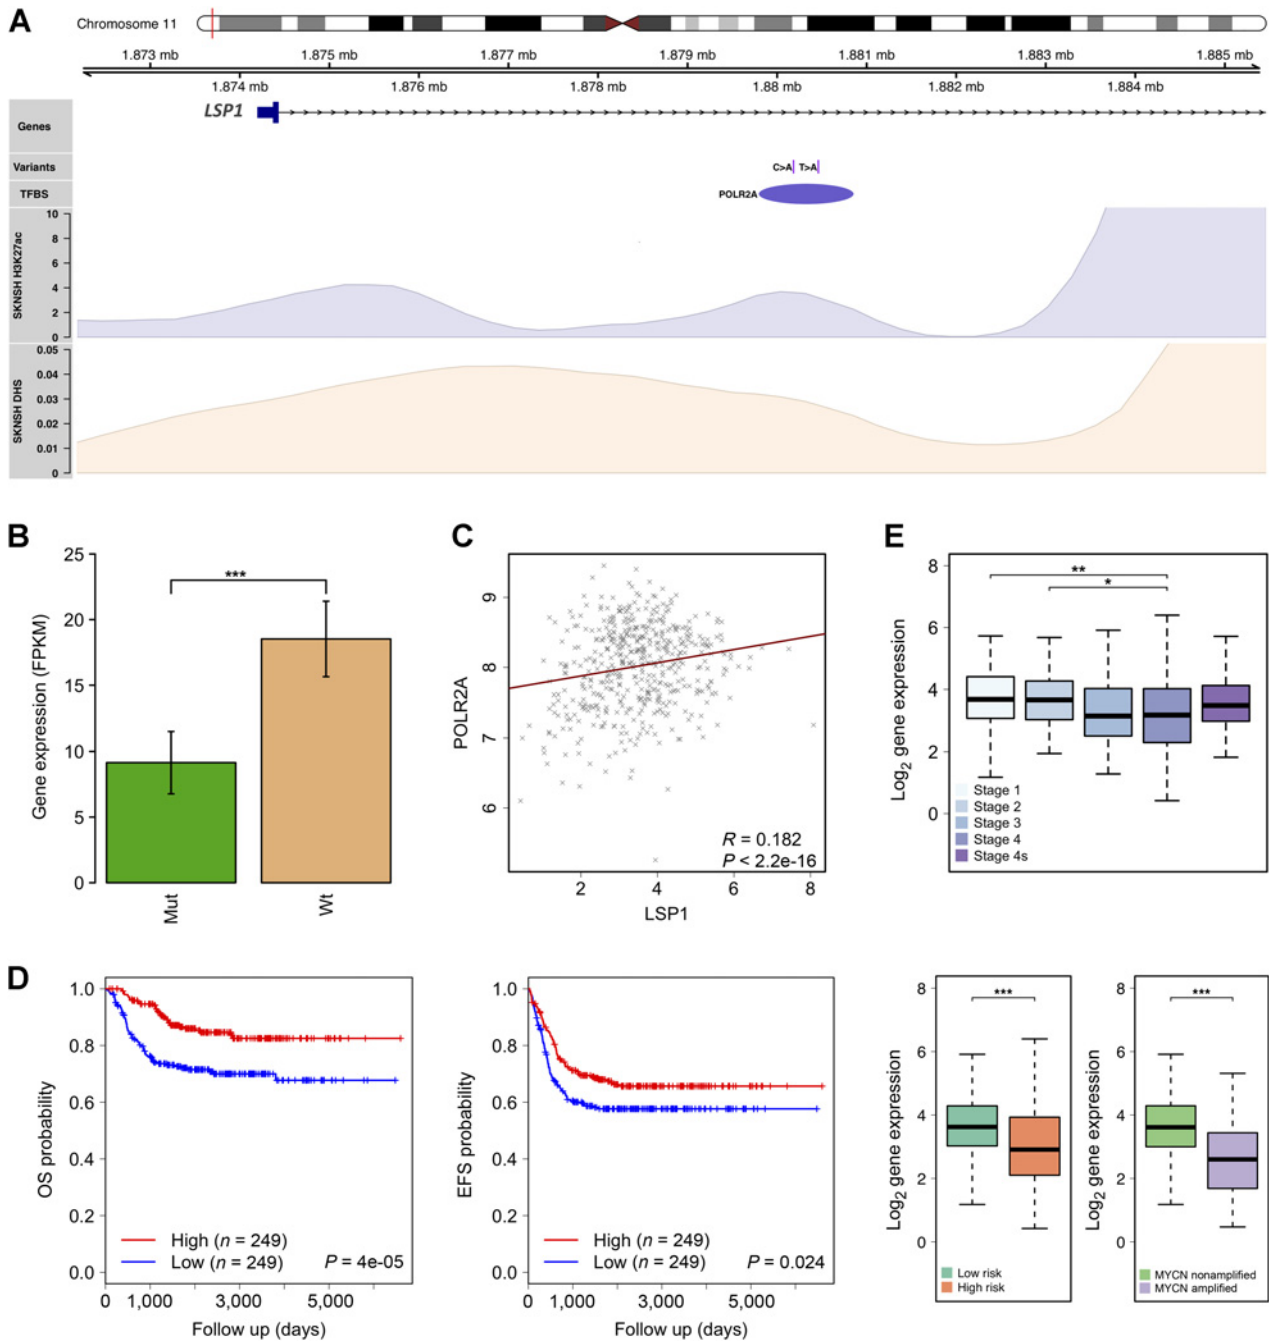 A
Chromosome 11
1.873 mb 1.875 mb 1.877 mb 1.879 mb 1.881 mb 1.883 mb 1.885 mb
1.874 mb 1.876 mb 1.878 mb 1.88 mb 1.882 mb 1.884 mb
Genes
LSP1
Variants
C>A T>A
TFBS
POLR2A
SKNSH H3K27ac
10
8
6
4
2
0
SKNSH DHS
0.05
0.04
0.03
0.02
0.01
0
B
Gene expression (FPKM)
25
20
15
10
5
0
***
Mut
Wt
C
POLR2A
9
8
7
6
R = 0.182
P < 2.2e-16
2 4 6 8
LSP1
E
Log2 gene expression
8
6
4
2
0
**
*
Stage 1
Stage 2
Stage 3
Stage 4
Stage 4s
D
OS probability
1.0
0.8
0.6
0.4
0.2
0.0
High (n = 249)
Low (n = 249)
P = 4e-05
0 1,000 3,000 5,000
Follow up (days)
EFS probability
1.0
0.8
0.6
0.4
0.2
0.0
High (n = 249)
Low (n = 249)
P = 0.024
0 1,000 3,000 5,000
Follow up (days)
Log2 gene expression
8
6
4
2
0
***
Low risk
High risk
Log2 gene expression
8
6
4
2
0
***
MYCN nonamplified
MYCN amplified